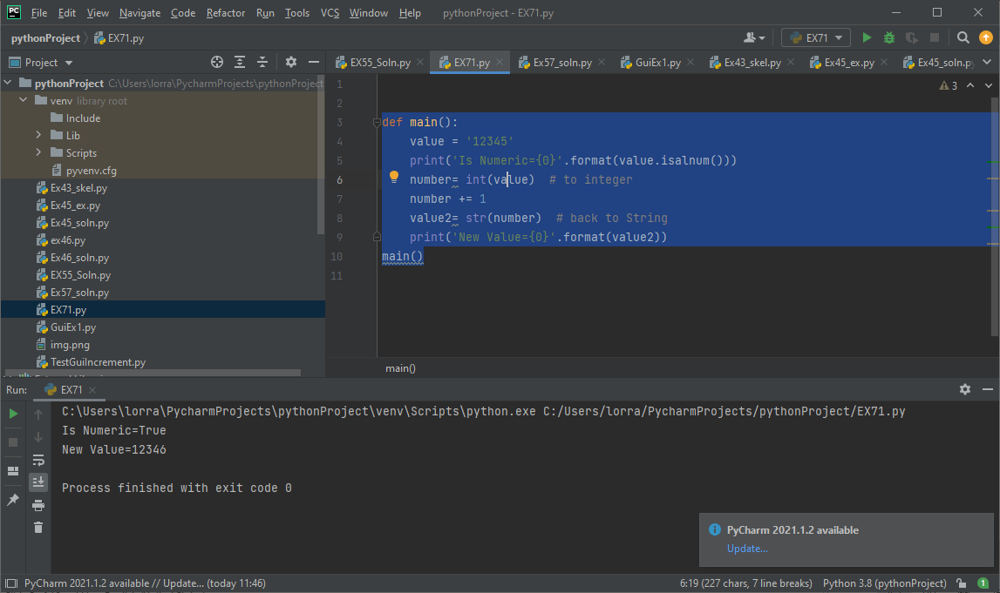 PC File Edit View Navigate Code Refactor Run Tools VCS Window Help pythonProject - EX71.py
pythonProject EX71.py EX71
Project
EX55_Soln.py EX71.py Ex57_soln.py GuiEx1.py Ex43_skel.py Ex45_ex.py Ex45_soln.py
pythonProject C:\Users\lorra\PycharmProjects\pythonProject
venv library root
Include
Lib
Scripts
pyvenv.cfg
Ex43_skel.py
Ex45_ex.py
Ex45_soln.py
ex46.py
Ex46_soln.py
EX55_Soln.py
Ex57_soln.py
EX71.py
GuiEx1.py
img.png
TestGuiIncrement.py
3
1
2
3 def main():
4 value = '12345'
5 print('Is Numeric={0}'.format(value.isalnum()))
6 number= int(value) # to integer
7 number += 1
8 value2= str(number) # back to String
9 print('New Value={0}'.format(value2))
10 main()
11
main()
Run: EX71
C:\Users\lorra\PycharmProjects\pythonProject\venv\Scripts\python.exe C:/Users/lorra/PycharmProjects/pythonProject/EX71.py
Is Numeric=True
New Value=12346
Process finished with exit code 0
PyCharm 2021.1.2 available
Update...
PyCharm 2021.1.2 available // Update... (today 11:46) 6:19 (227 chars, 7 line breaks) Python 3.8 (pythonProject) 1